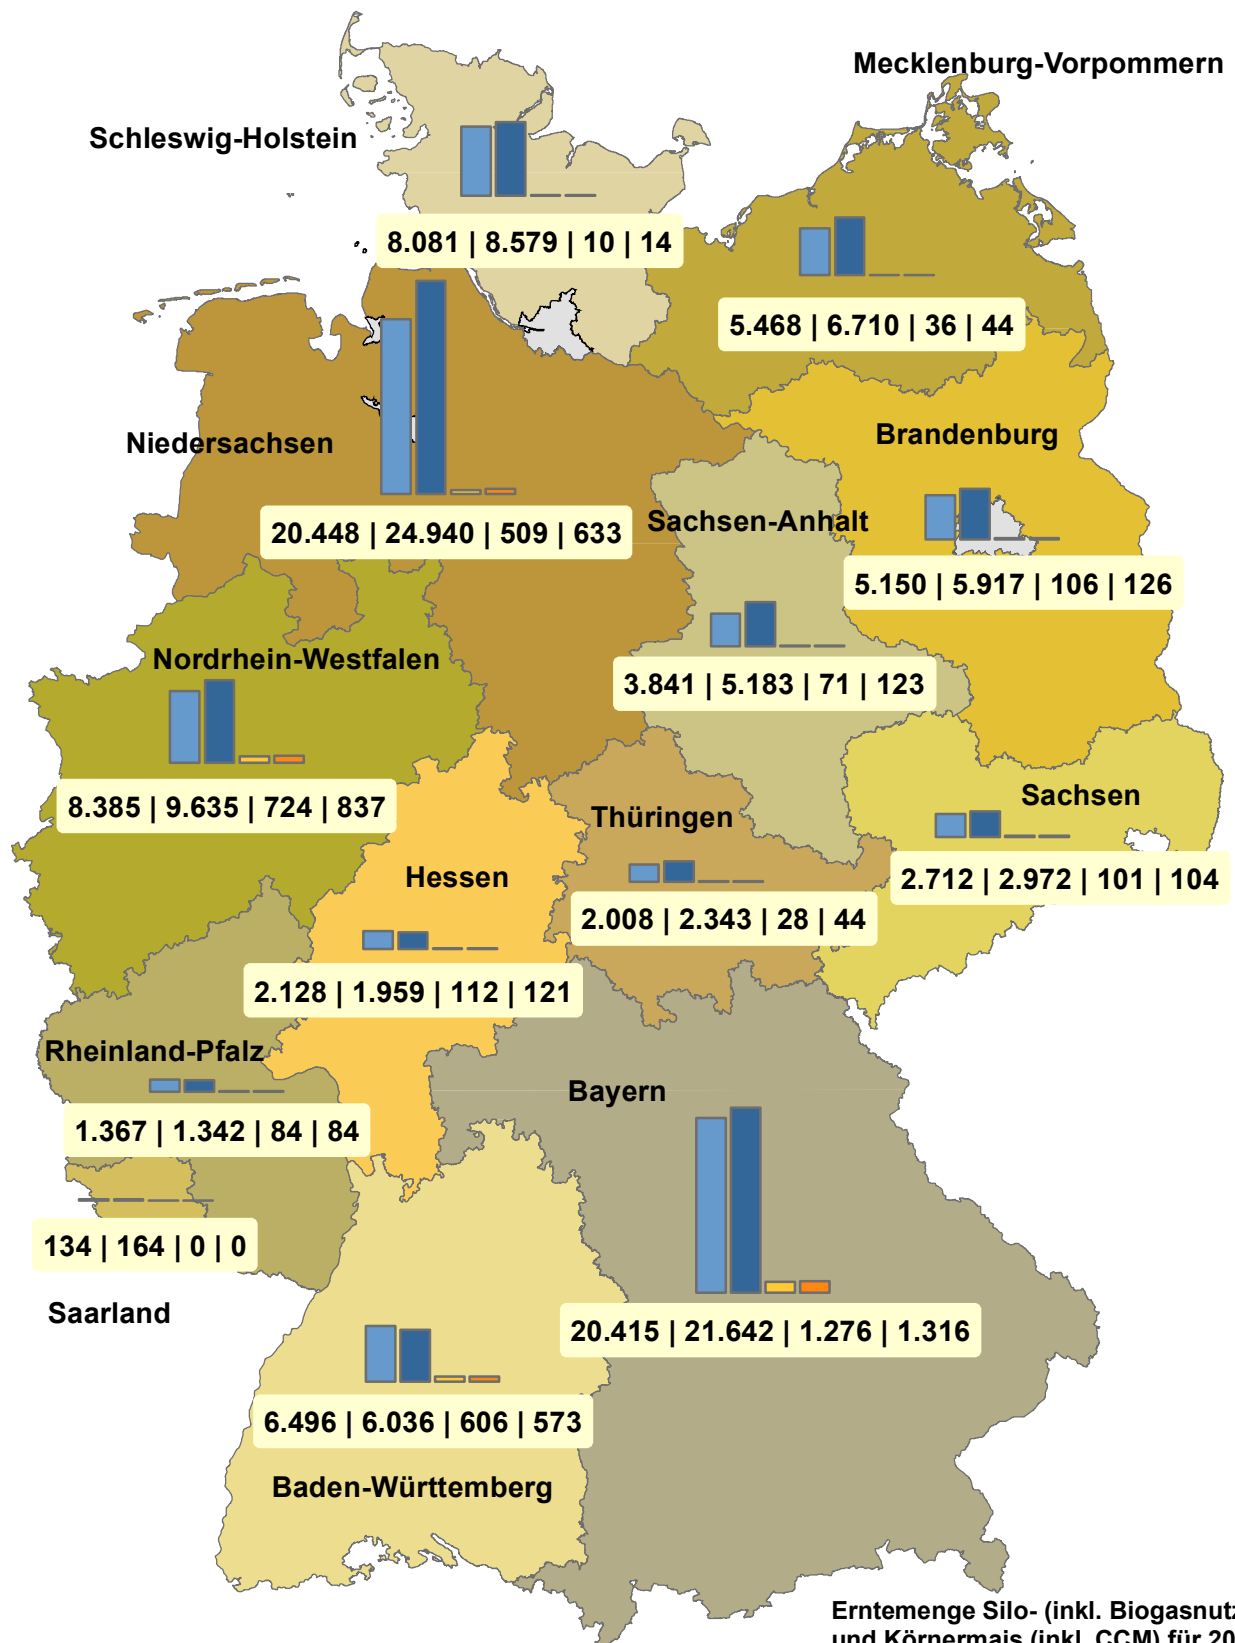 Mecklenburg-Vorpommern
Schleswig-Holstein
8.081 | 8.579 | 10 | 14
5.468 | 6.710 | 36 | 44
Niedersachsen
Brandenburg
20.448 | 24.940 | 509 | 633
Sachsen-Anhalt
5.150 | 5.917 | 106 | 126
Nordrhein-Westfalen
3.841 | 5.183 | 71 | 123
8.385 | 9.635 | 724 | 837
Thüringen
Sachsen
Hessen
2.712 | 2.972 | 101 | 104
2.008 | 2.343 | 28 | 44
2.128 | 1.959 | 112 | 121
Rheinland-Pfalz
Bayern
1.367 | 1.342 | 84 | 84
134 | 164 | 0 | 0
Saarland
20.415 | 21.642 | 1.276 | 1.316
6.496 | 6.036 | 606 | 573
Baden-Württemberg
Erntemenge Silo- (inkl. Biogasnutz
und Körnermais (inkl. CCM) für 20